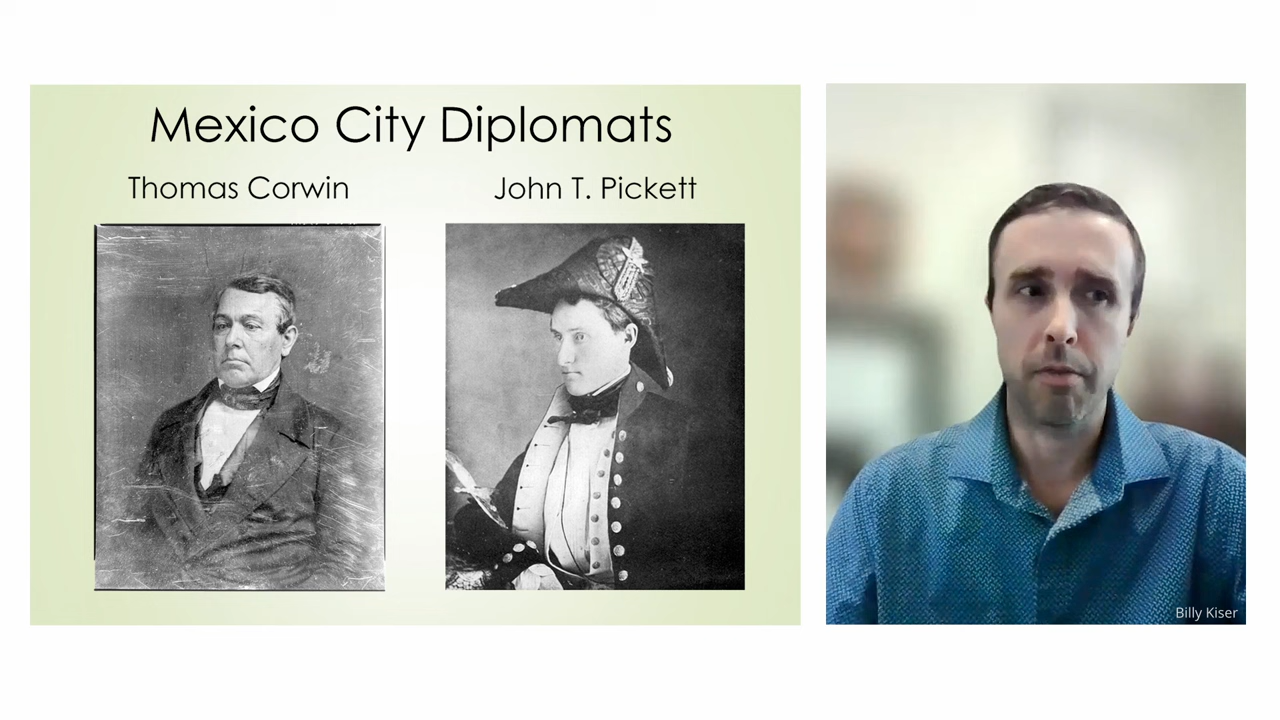 Mexico City Diplomats
Thomas Corwin
John T. Pickett
Billy Kiser